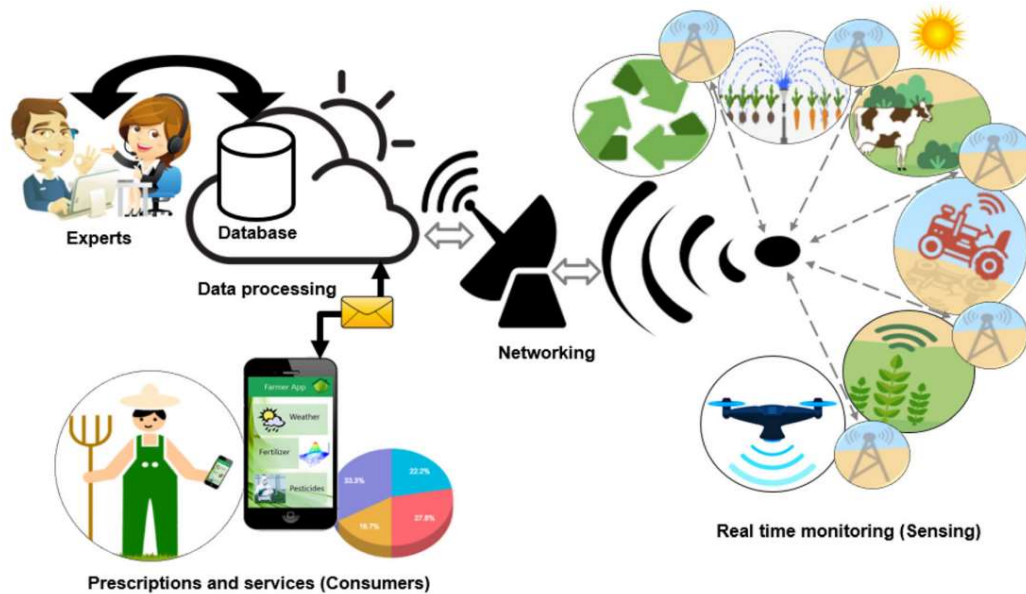 Experts
Database
Data processing
Networking
Farmer App
Weather
Fertilizer
Pesticides
33.3%
22.2%
27.8%
16.7%
Real time monitoring (Sensing)
Prescriptions and services (Consumers)